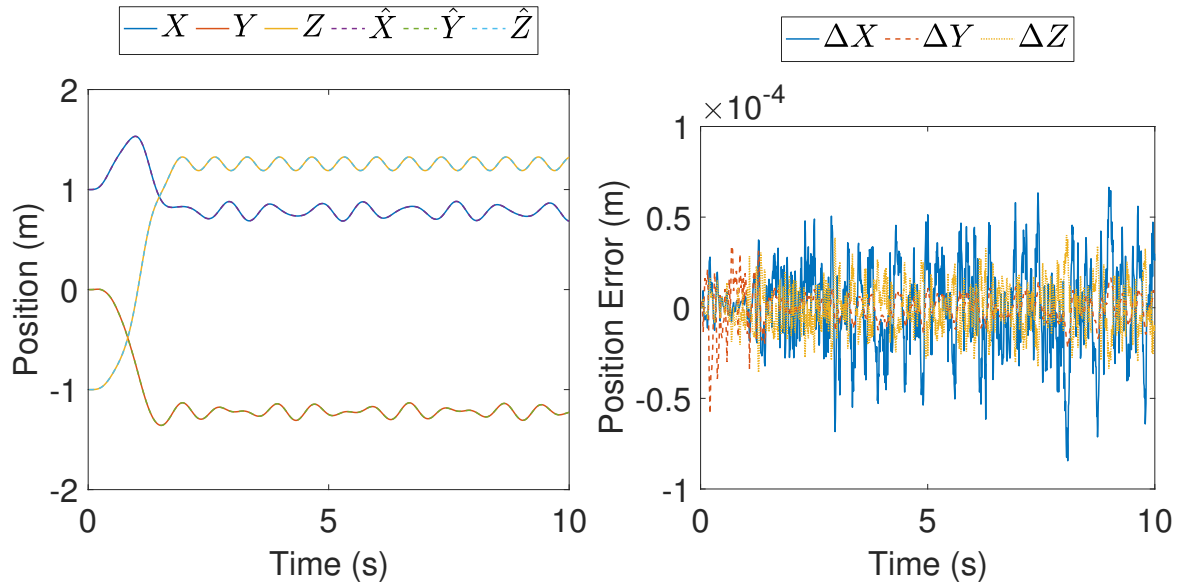 X Y Z X̂ Ŷ Ẑ
2
1
0
-1
-2
0 5 10
Position (m)
Time (s)
ΔX ΔY ΔZ
×10⁻⁴
1
0.5
0
-0.5
-1
0 5 10
Position Error (m)
Time (s)